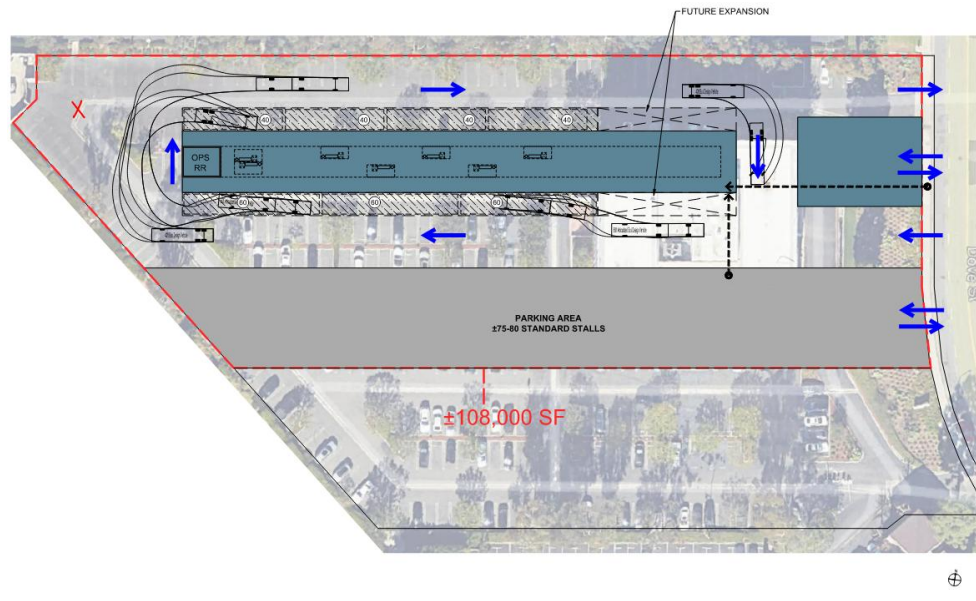 FUTURE EXPANSION
40
40
40
40
OPS
RR
60
60
60
PARKING AREA
±75-80 STANDARD STALLS
X
±108,000 SF